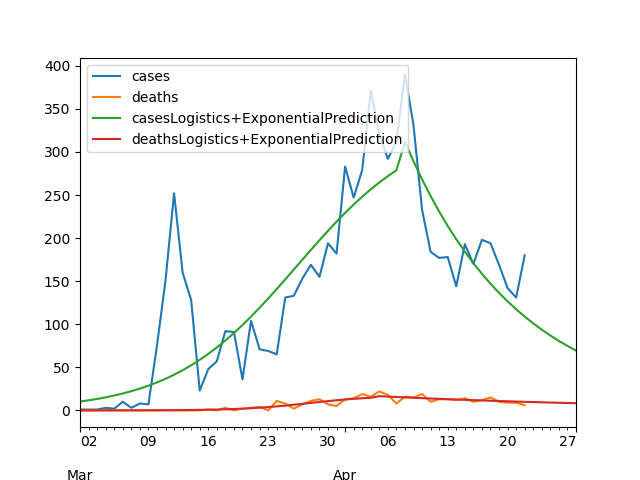 400
350
300
250
200
150
100
50
0
cases
deaths
casesLogistics+ExponentialPrediction
deathsLogistics+ExponentialPrediction
02 09 16 23 30 06 13 20 27
Mar Apr